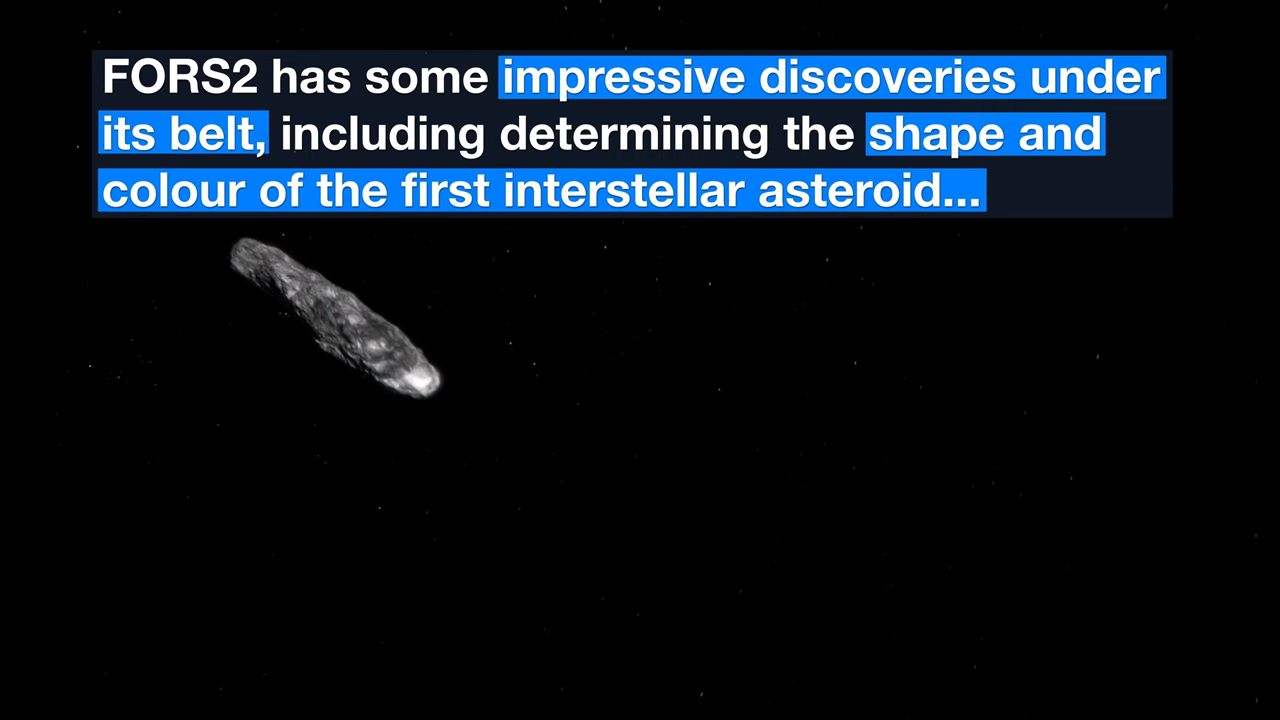 FORS2 has some impressive discoveries under
its belt, including determining the shape and
colour of the first interstellar asteroid...